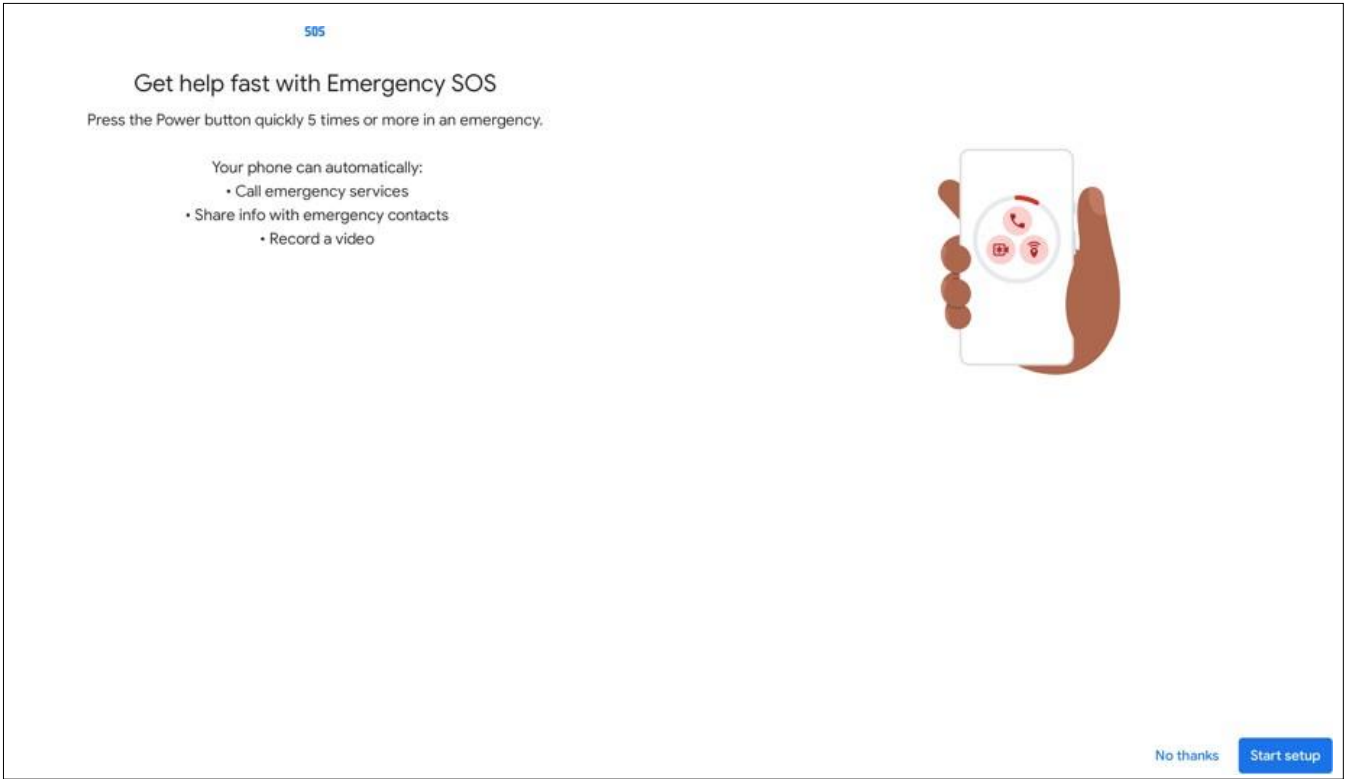 SOS
Get help fast with Emergency SOS
Press the Power button quickly 5 times or more in an emergency.
Your phone can automatically:
• Call emergency services
• Share info with emergency contacts
• Record a video
No thanks
Start setup